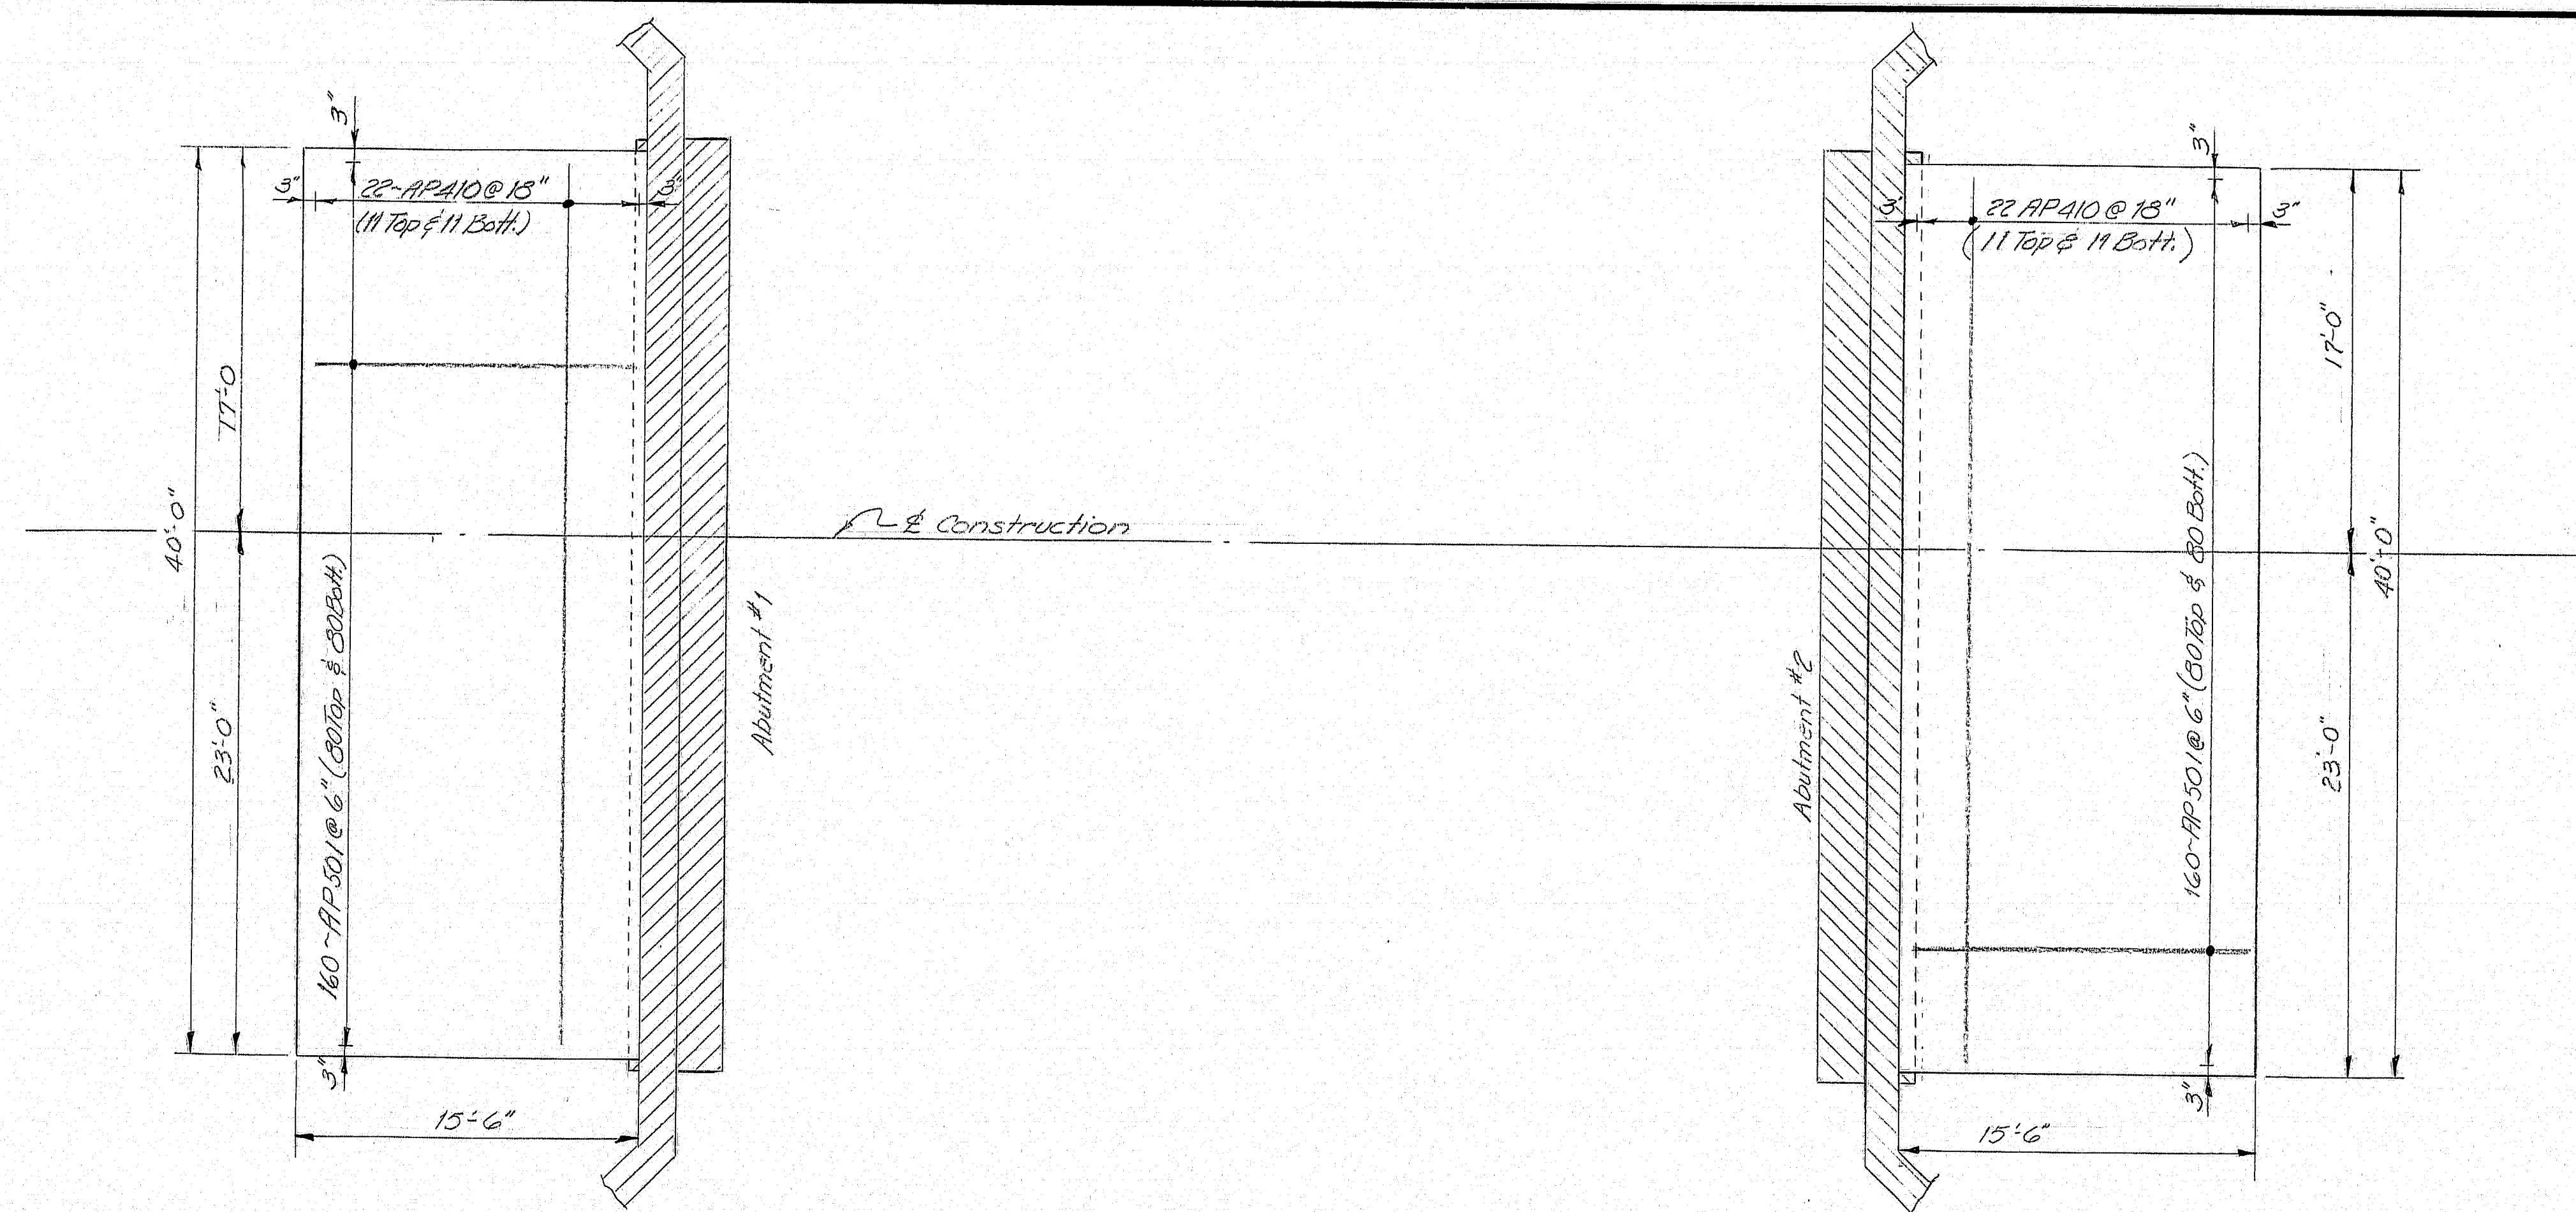 3"
3"
22-AP410@18"
3"
(11 Top & 11 Bott.)
17'-0
40'-0"
23'-0"
160~AP501@6" (80Top & 80Bott.)
3"
15'-6"
Abutment #1
℄ Construction
Abutment #2
3"
3"
22 AP410 @ 18"
3"
(11 Top & 11 Bott.)
17'-0"
40'-0"
23'-0"
160~AP501@6" (80Top & 80 Bott.)
3"
15'-6"